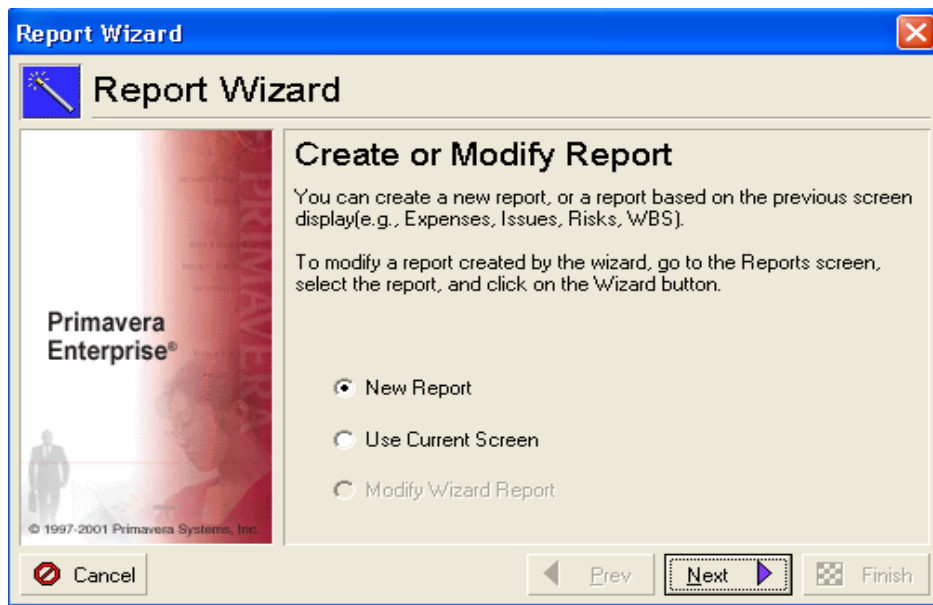 Report Wizard
Report Wizard
Create or Modify Report
You can create a new report, or a report based on the previous screen
display(e.g., Expenses, Issues, Risks, WBS).
To modify a report created by the wizard, go to the Reports screen,
select the report, and click on the Wizard button.
PRIMAVERA
Primavera
Enterprise®
New Report
Use Current Screen
Modify Wizard Report
© 1997-2001 Primavera Systems, Inc.
Cancel
Prev
Next
Finish